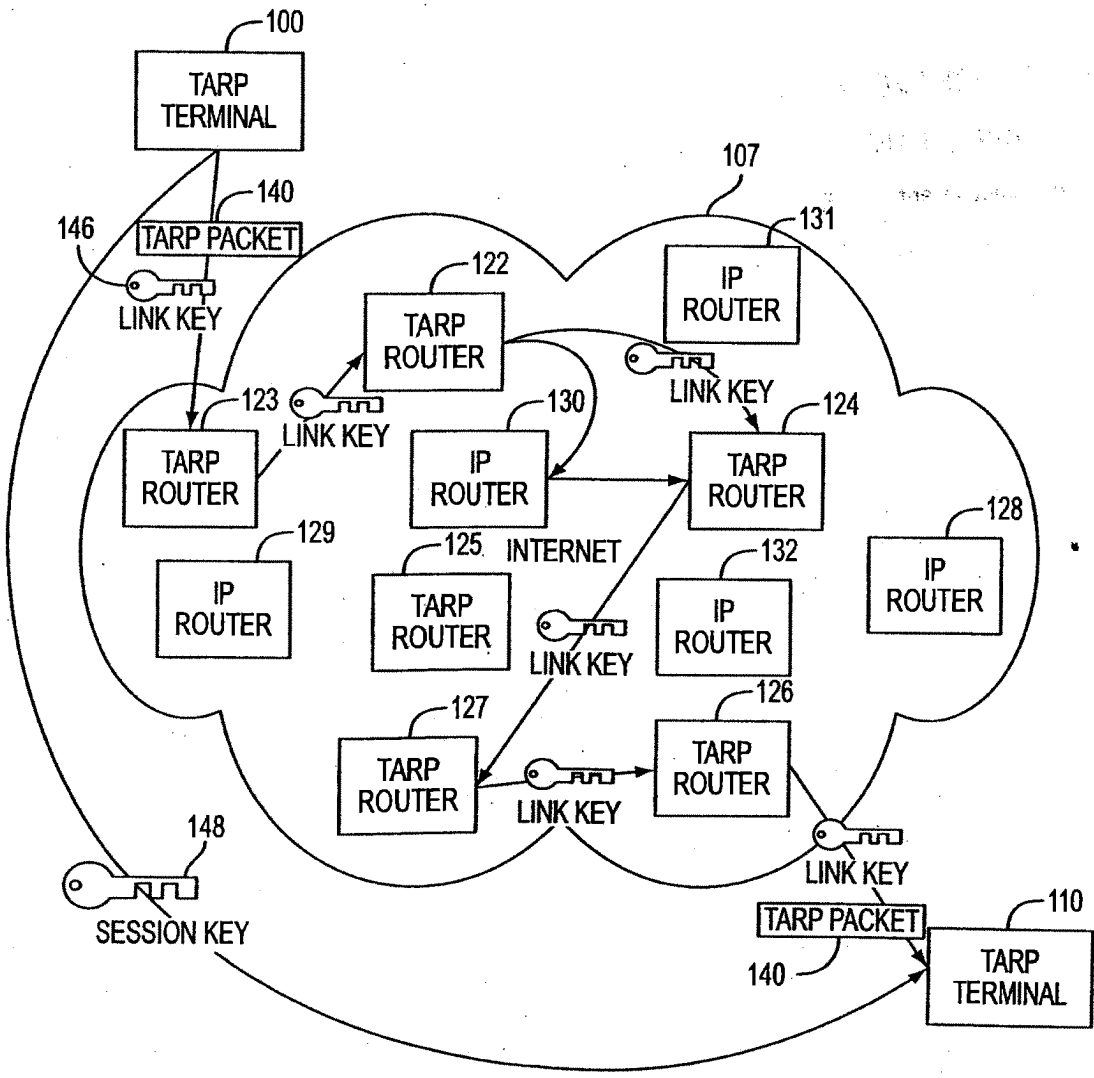 100
TARP
TERMINAL
140
TARP PACKET
146
LINK KEY
107
131
IP
ROUTER
122
TARP
ROUTER
LINK KEY
123
TARP
ROUTER
LINK KEY
130
IP
ROUTER
124
TARP
ROUTER
129
IP
ROUTER
125
TARP
ROUTER
INTERNET
132
IP
ROUTER
128
IP
ROUTER
LINK KEY
127
TARP
ROUTER
LINK KEY
126
TARP
ROUTER
LINK KEY
148
SESSION KEY
TARP PACKET
140
110
TARP
TERMINAL